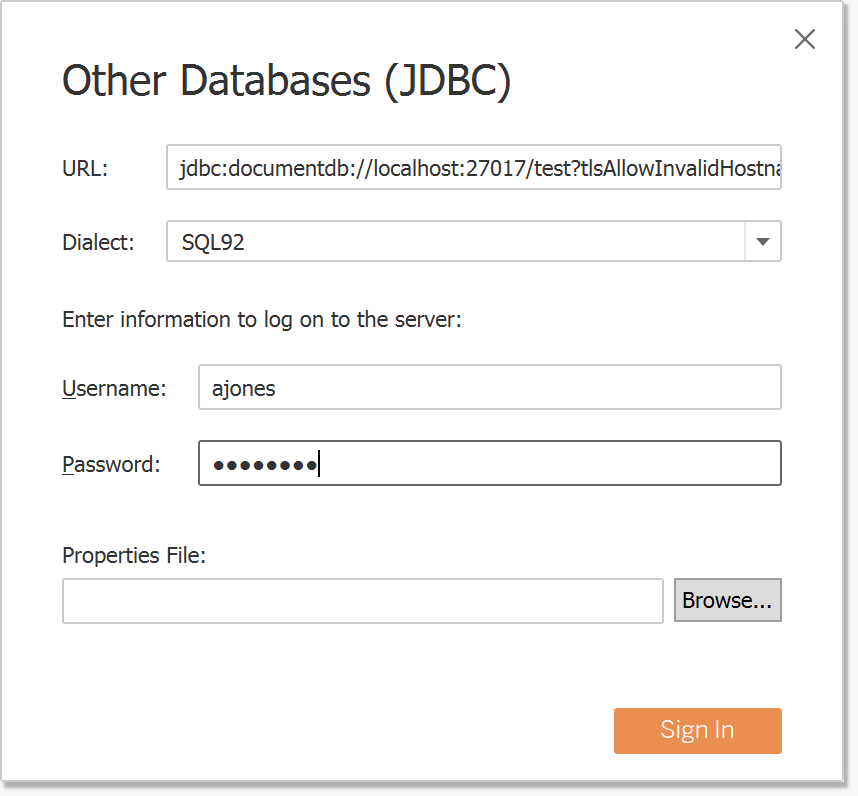 Other Databases (JDBC)
URL: jdbc:documentdb://localhost:27017/test?tlsAllowInvalidHostna
Dialect: SQL92
Enter information to log on to the server:
Username: ajones
Password: ●●●●●●●●
Properties File:
Browse...
Sign In